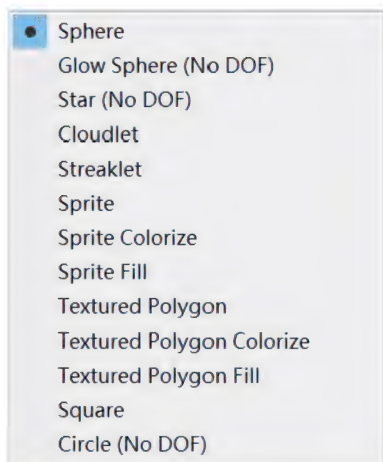 Sphere
Glow Sphere (No DOF)
Star (No DOF)
Cloudlet
Streaklet
Sprite
Sprite Colorize
Sprite Fill
Textured Polygon
Textured Polygon Colorize
Textured Polygon Fill
Square
Circle (No DOF)